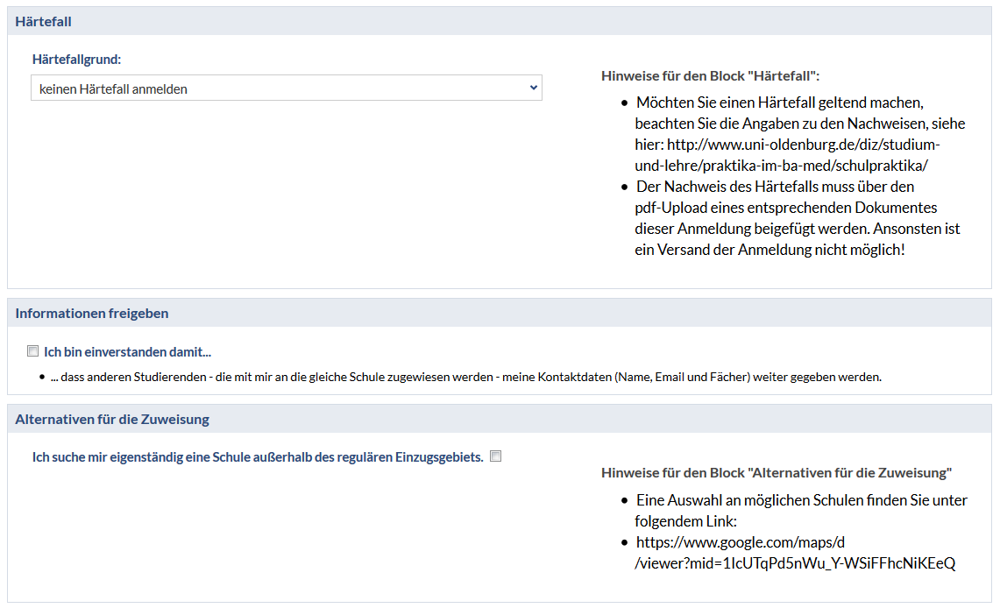 Härtefall
Härtefallgrund:
keinen Härtefall anmelden
Hinweise für den Block "Härtefall":
• Möchten Sie einen Härtefall geltend machen,
beachten Sie die Angaben zu den Nachweisen, siehe
hier: http://www.uni-oldenburg.de/diz/studium-
und-lehre/praktika-im-ba-med/schulpraktika/
• Der Nachweis des Härtefalls muss über den
pdf-Upload eines entsprechenden Dokumentes
dieser Anmeldung beigefügt werden. Ansonsten ist
ein Versand der Anmeldung nicht möglich!
Informationen freigeben
Ich bin einverstanden damit...
• ... dass anderen Studierenden - die mit mir an die gleiche Schule zugewiesen werden - meine Kontaktdaten (Name, Email und Fächer) weiter gegeben werden.
Alternativen für die Zuweisung
Ich suche mir eigenständig eine Schule außerhalb des regulären Einzugsgebiets.
Hinweise für den Block "Alternativen für die Zuweisung"
• Eine Auswahl an möglichen Schulen finden Sie unter
folgendem Link:
• https://www.google.com/maps/d
/viewer?mid=1IcUTqPd5nWu_Y-WSiFFhcNiKEeQ